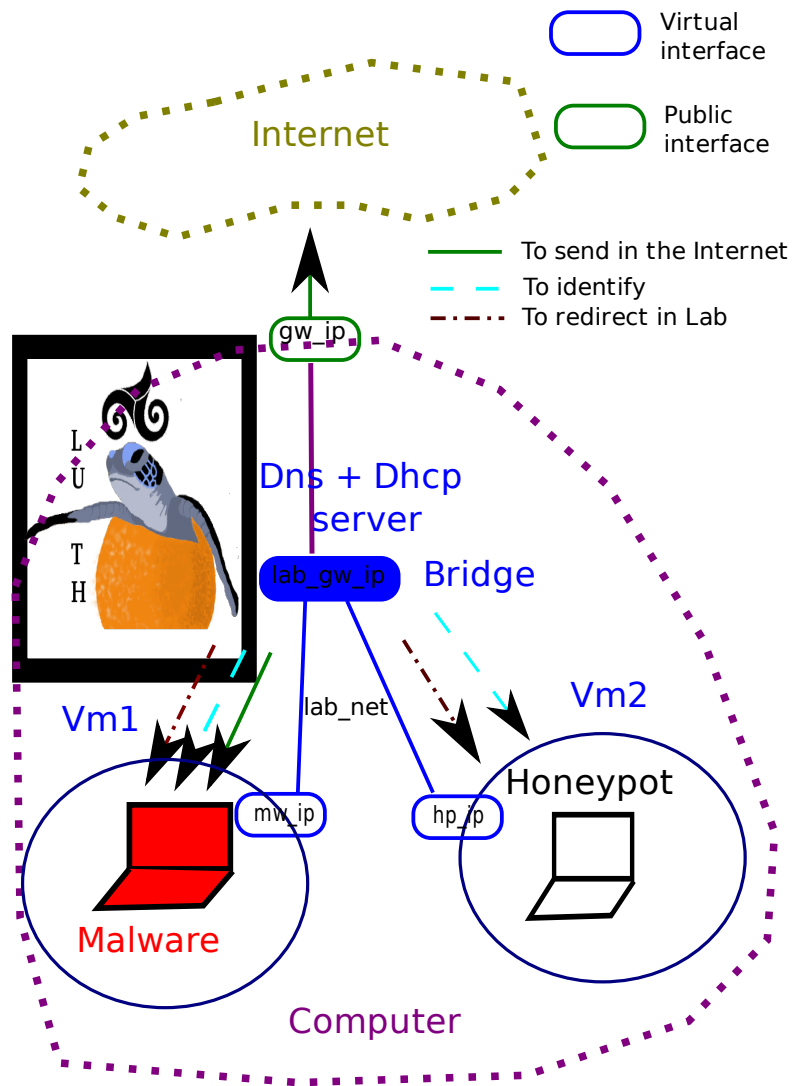 Virtual
interface
Public
interface
Internet
To send in the Internet
To identify
To redirect in Lab
gw_ip
L
U
T
H
Dns + Dhcp
server
lab_gw_ip
Bridge
Vm1
lab_net
Vm2
Honeypot
mw_ip
hp_ip
Malware
Computer